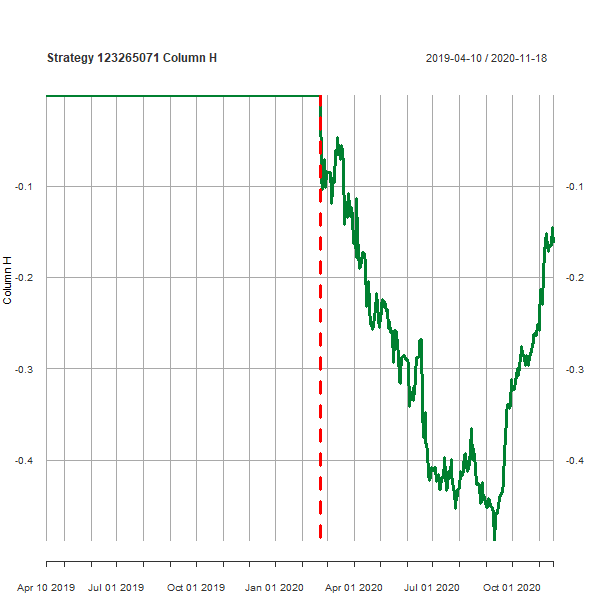 Strategy 123265071 Column H 2019-04-10 / 2020-11-18
-0.1 -0.1
-0.2 -0.2
-0.3 -0.3
-0.4 -0.4
Column H
Apr 10 2019 Jul 01 2019 Oct 01 2019 Jan 01 2020 Apr 01 2020 Jul 01 2020 Oct 01 2020